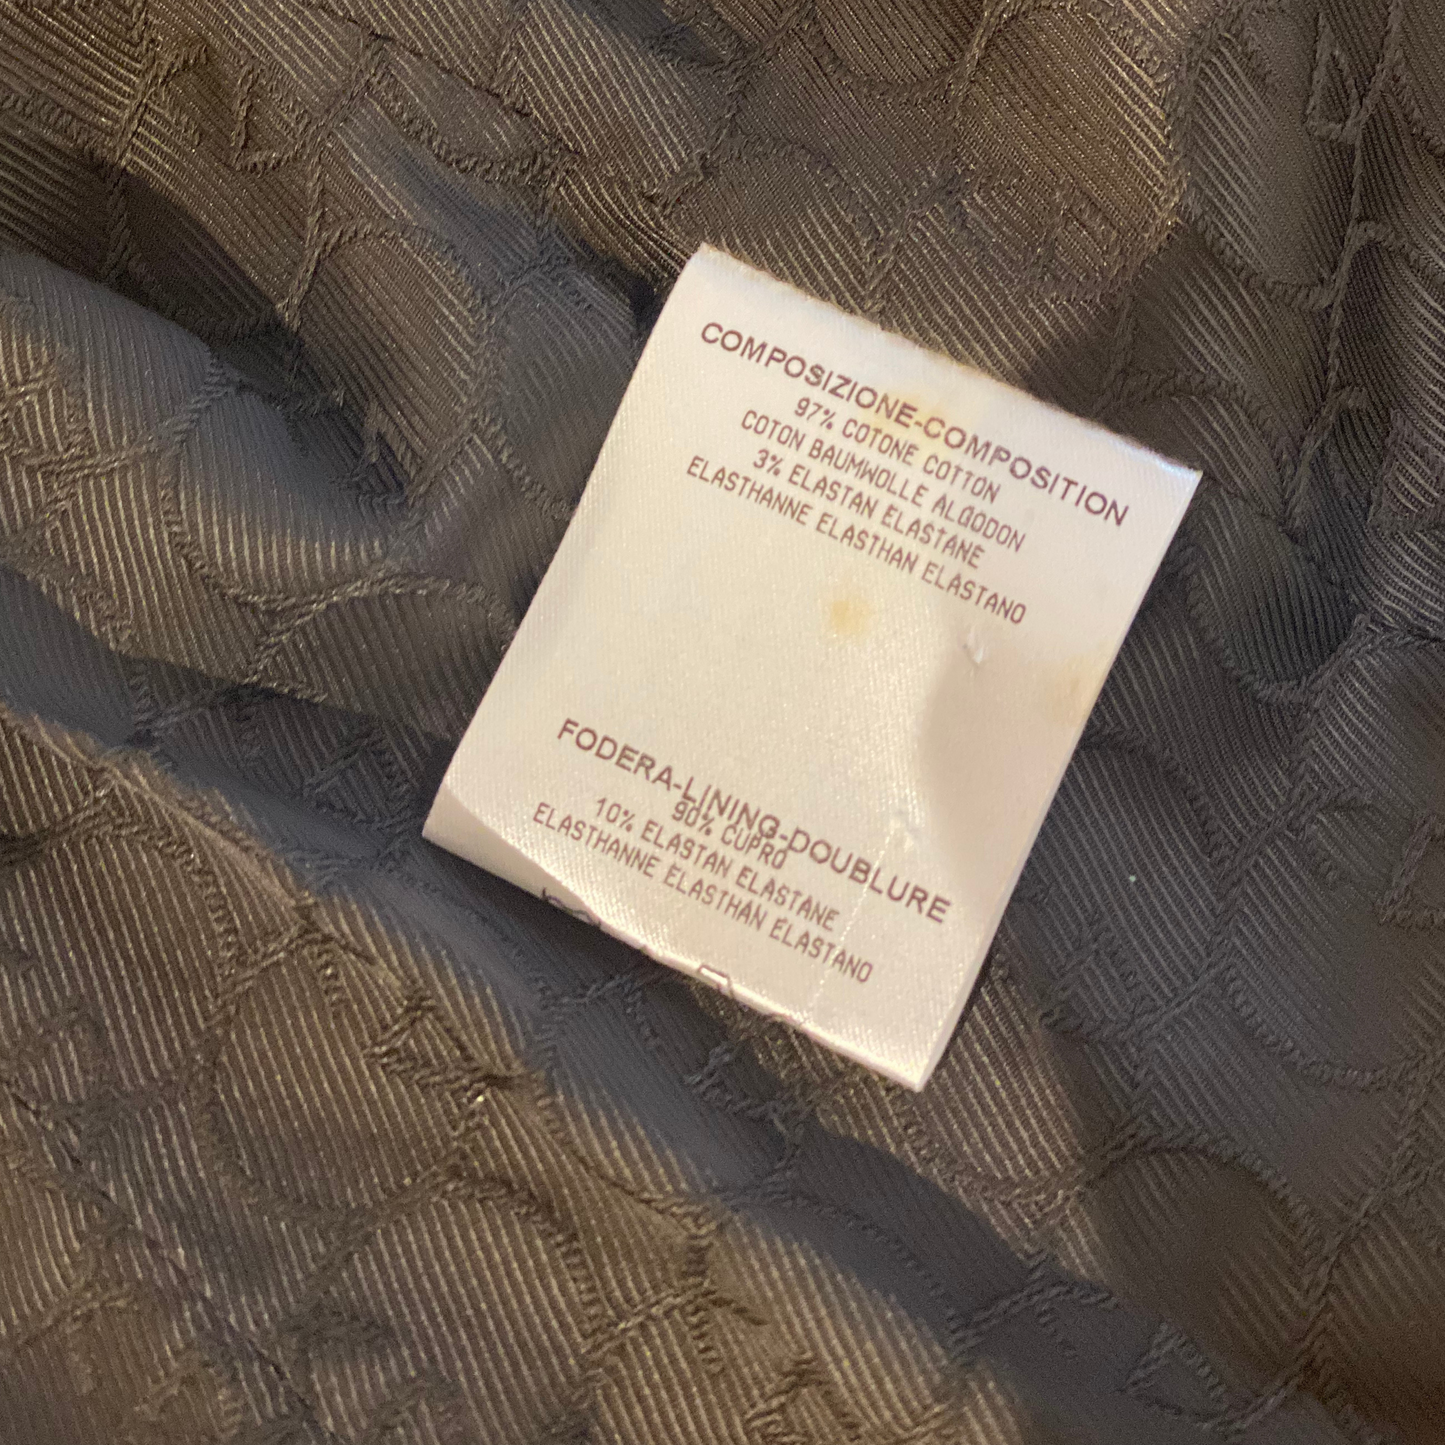 COMPOSIZIONE-COMPOSITION
97% COTONE COTTON
COTON BAUMWOLLE ALGODON
3% ELASTAN ELASTANE
ELASTHANNE ELASTHAN ELASTANO
FODERA-LINING-DOUBLURE
90% CUPRO
10% ELASTAN ELASTANE
ELASTHANNE ELASTHAN ELASTANO